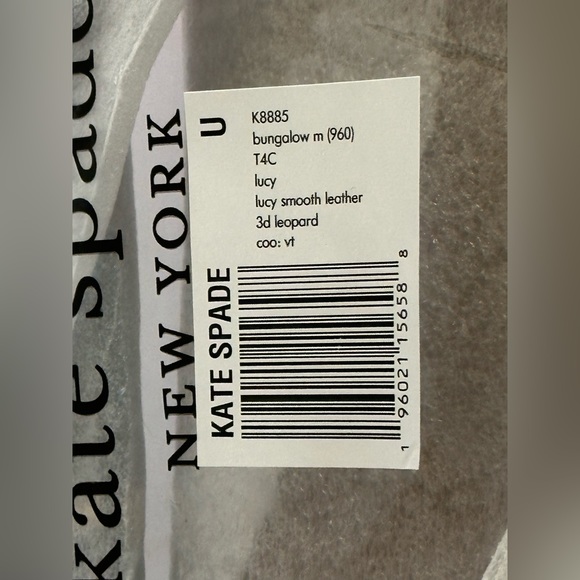 kate spade
NEW YORK
U
K8885
bungalow m (960)
T4C
lucy
lucy smooth leather
3d leopard
coo: vt
KATE SPADE
1 96021 15658 8